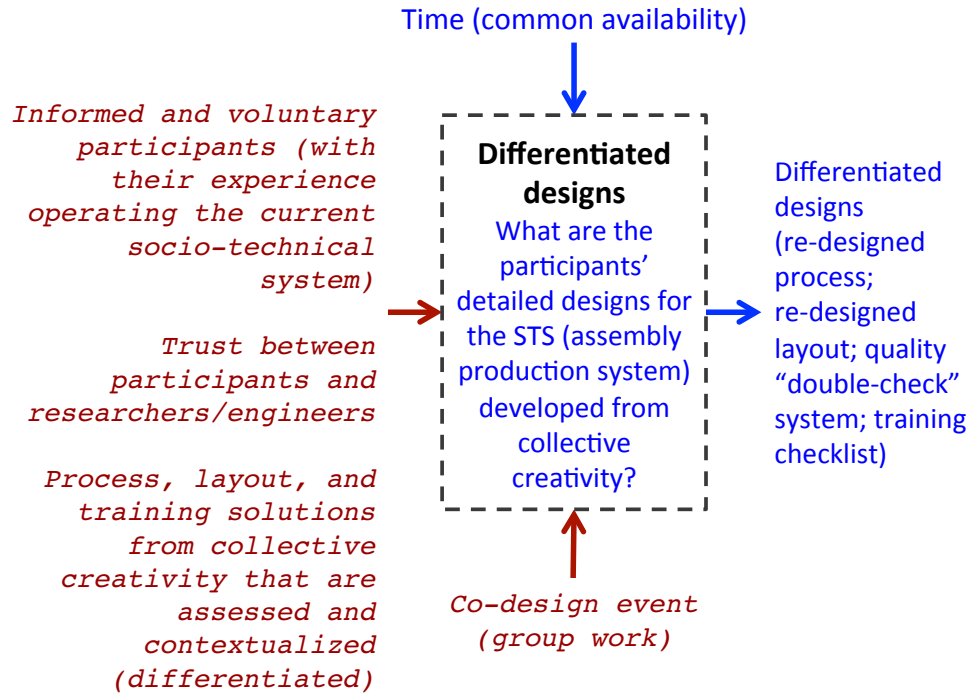 Time (common availability)
Informed and voluntary
participants (with
their experience
operating the current
socio-technical
system)
Trust between
participants and
researchers/engineers
Process, layout, and
training solutions
from collective
creativity that are
assessed and
contextualized
(differentiated)
Differentiated
designs
What are the
participants’
detailed designs for
the STS (assembly
production system)
developed from
collective
creativity?
Co-design event
(group work)
Differentiated
designs
(re-designed
process;
re-designed
layout; quality
“double-check”
system; training
checklist)